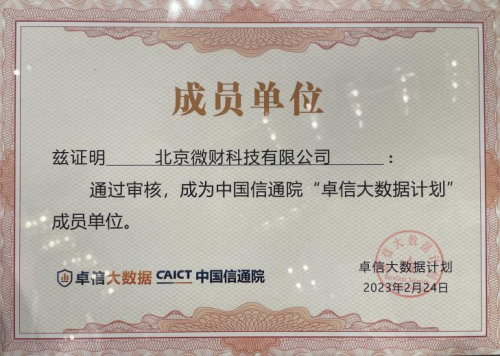 成员单位
兹证明 北京微财科技有限公司 :
通过审核,成为中国信通院“卓信大数据计划”
成员单位。
卓信大数据 CAICT 中国信通院
卓信大数据计划
2023年2月24日